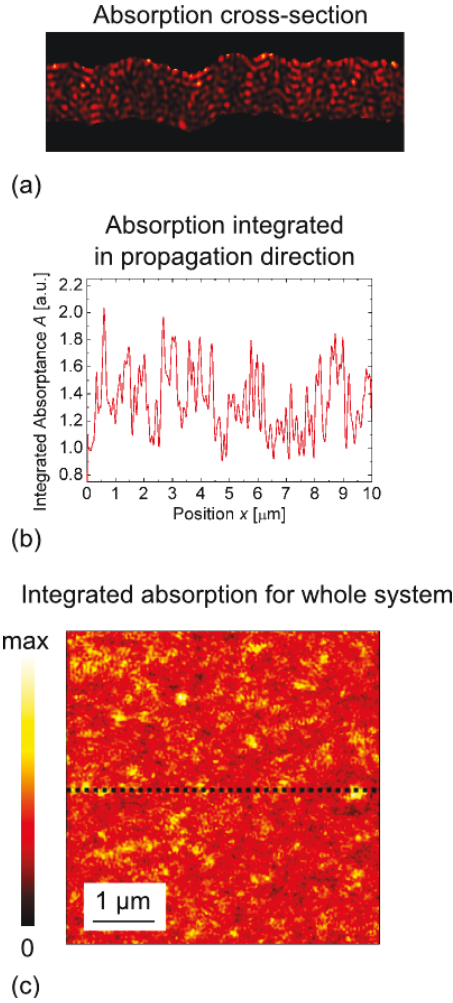 Absorption cross-section
(a)
Absorption integrated
in propagation direction
Integrated Absorptance A [a.u.]
2.2
2.0
1.8
1.6
1.4
1.2
1.0
0.8
0 1 2 3 4 5 6 7 8 9 10
Position x [μm]
(b)
Integrated absorption for whole system
max
0
1 μm
(c)